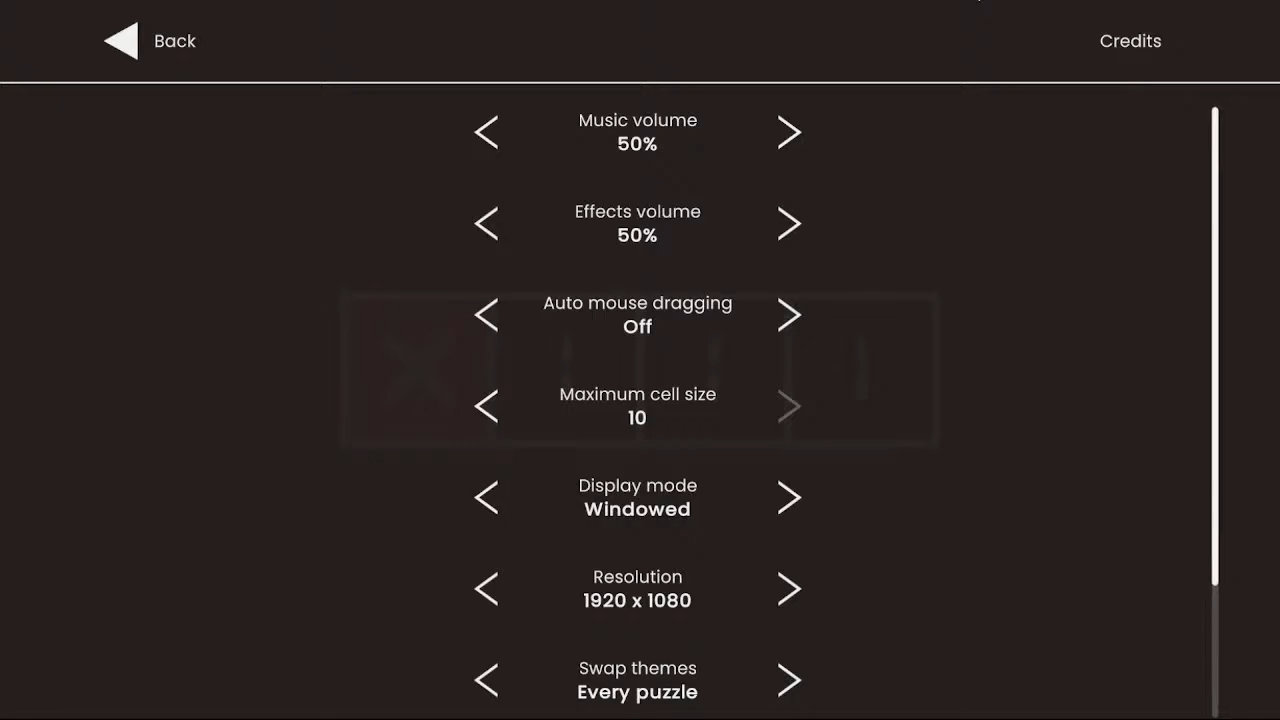 Back
Credits
Music volume
50%
Effects volume
50%
Auto mouse dragging
Off
Maximum cell size
10
Display mode
Windowed
Resolution
1920 x 1080
Swap themes
Every puzzle